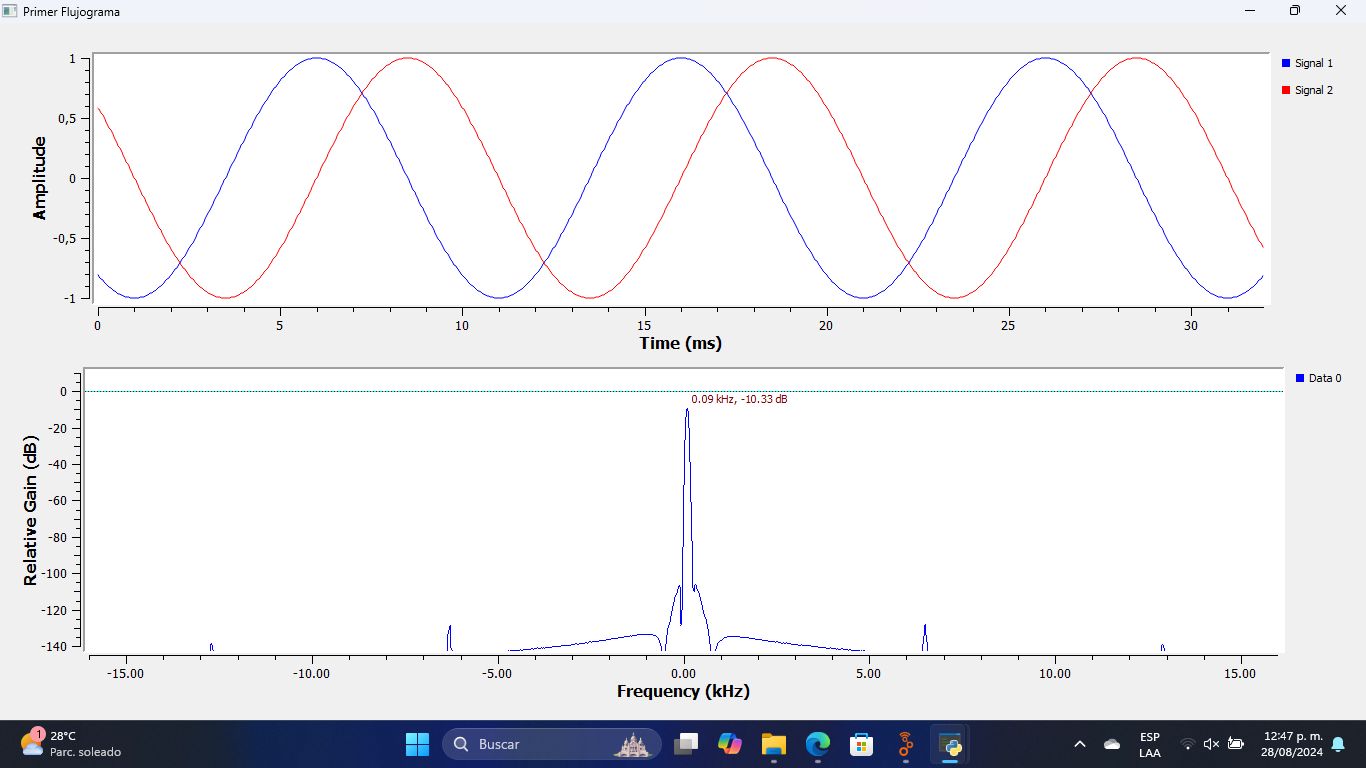 Primer Flujograma
Signal 1
Signal 2
Amplitude
1
0,5
0
-0,5
-1
0 5 10 15 20 25 30
Time (ms)
Data 0
0.09 kHz, -10.33 dB
Relative Gain (dB)
0
-20
-40
-60
-80
-100
-120
-140
-15.00 -10.00 -5.00 0.00 5.00 10.00 15.00
Frequency (kHz)
1
28°C
Parc. soleado
Buscar
ESP
LAA
12:47 p. m.
28/08/2024